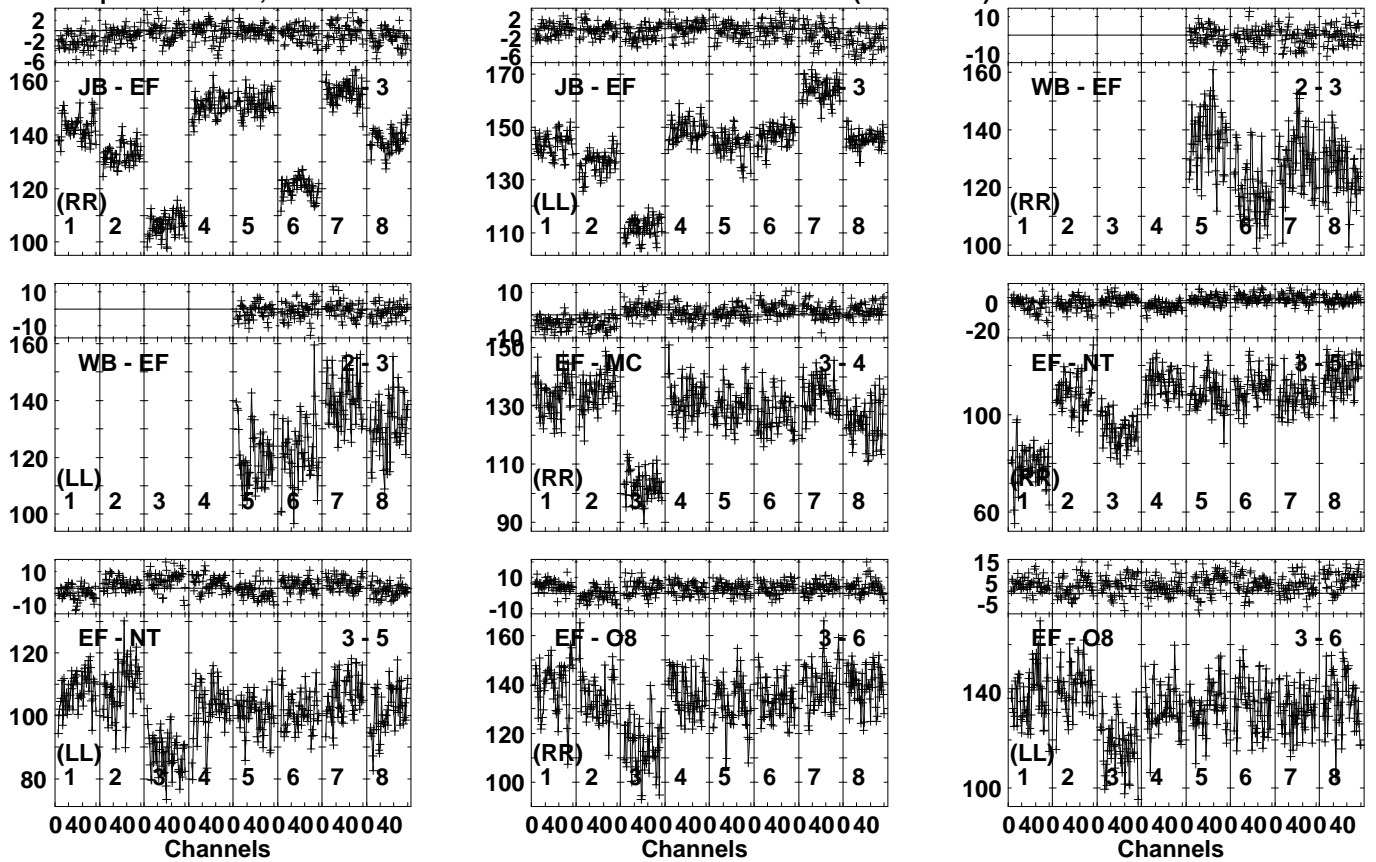 2 2 10
-2 -2 -10
-6 -6
160 JB - EF 3 170 JB - EF 3 160 WB - EF 2 - 3
140 150 140
120 130 120
(RR) (LL) (RR)
1 2 3 4 5 6 7 8 1 2 3 4 5 6 7 8 1 2 3 4 5 6 7 8
100 110 100
10 10 0
-10 -10 -20
160 WB - EF 2 - 3 150 EF - MC 3 - 4 EF - NT 3 - 5
140 130 100
120 110
(LL) (RR) (RR)
1 2 3 4 5 6 7 8 1 2 3 4 5 6 7 8 1 2 3 4 5 6 7 8
100 90 60
10 10 15
-10 -10 5
-5
120 EF - NT 3 - 5 160 EF - O8 3 - 6 EF - O8 3 - 6
100 140 140
120
(LL) (RR) (LL)
80 1 2 3 4 5 6 7 8 100 1 2 3 4 5 6 7 8 100 1 2 3 4 5 6 7 8
0 40 0 40 0 40 0 40 0 40 0 40 0 40 0 40 0 40 0 40 0 40 0 40 0 40 0 40 0 40 0 40 0 40 0 40 0 40 0 40 0 40 0 40 0 40 0 40
Channels Channels Channels